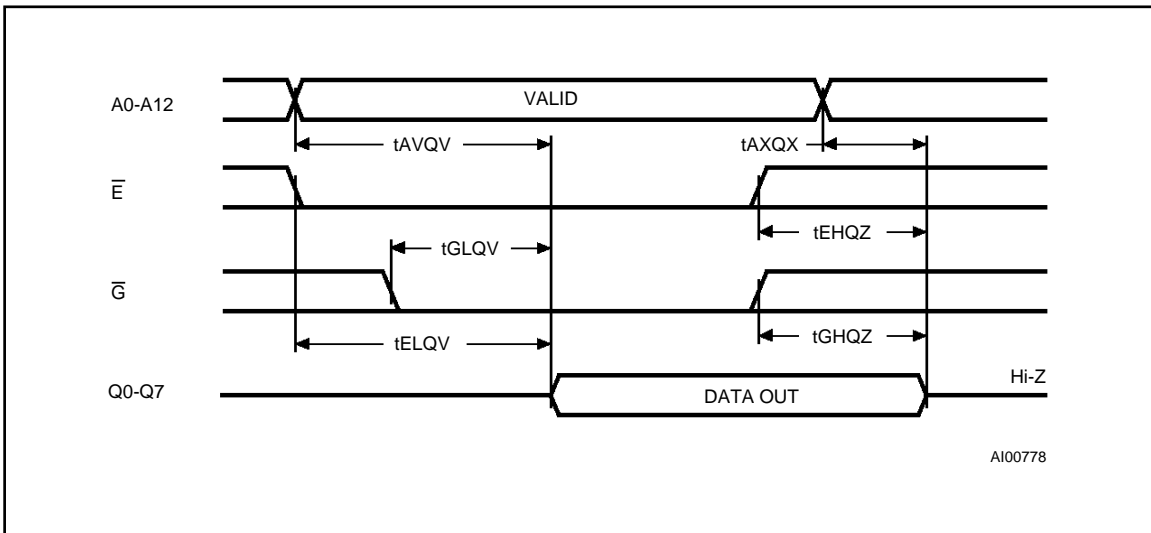 A0-A12
VALID
tAVQV
tAXQX
E̅
tEHQZ
tGLQV
G̅
tGHQZ
tELQV
Q0-Q7
DATA OUT
Hi-Z
AI00778